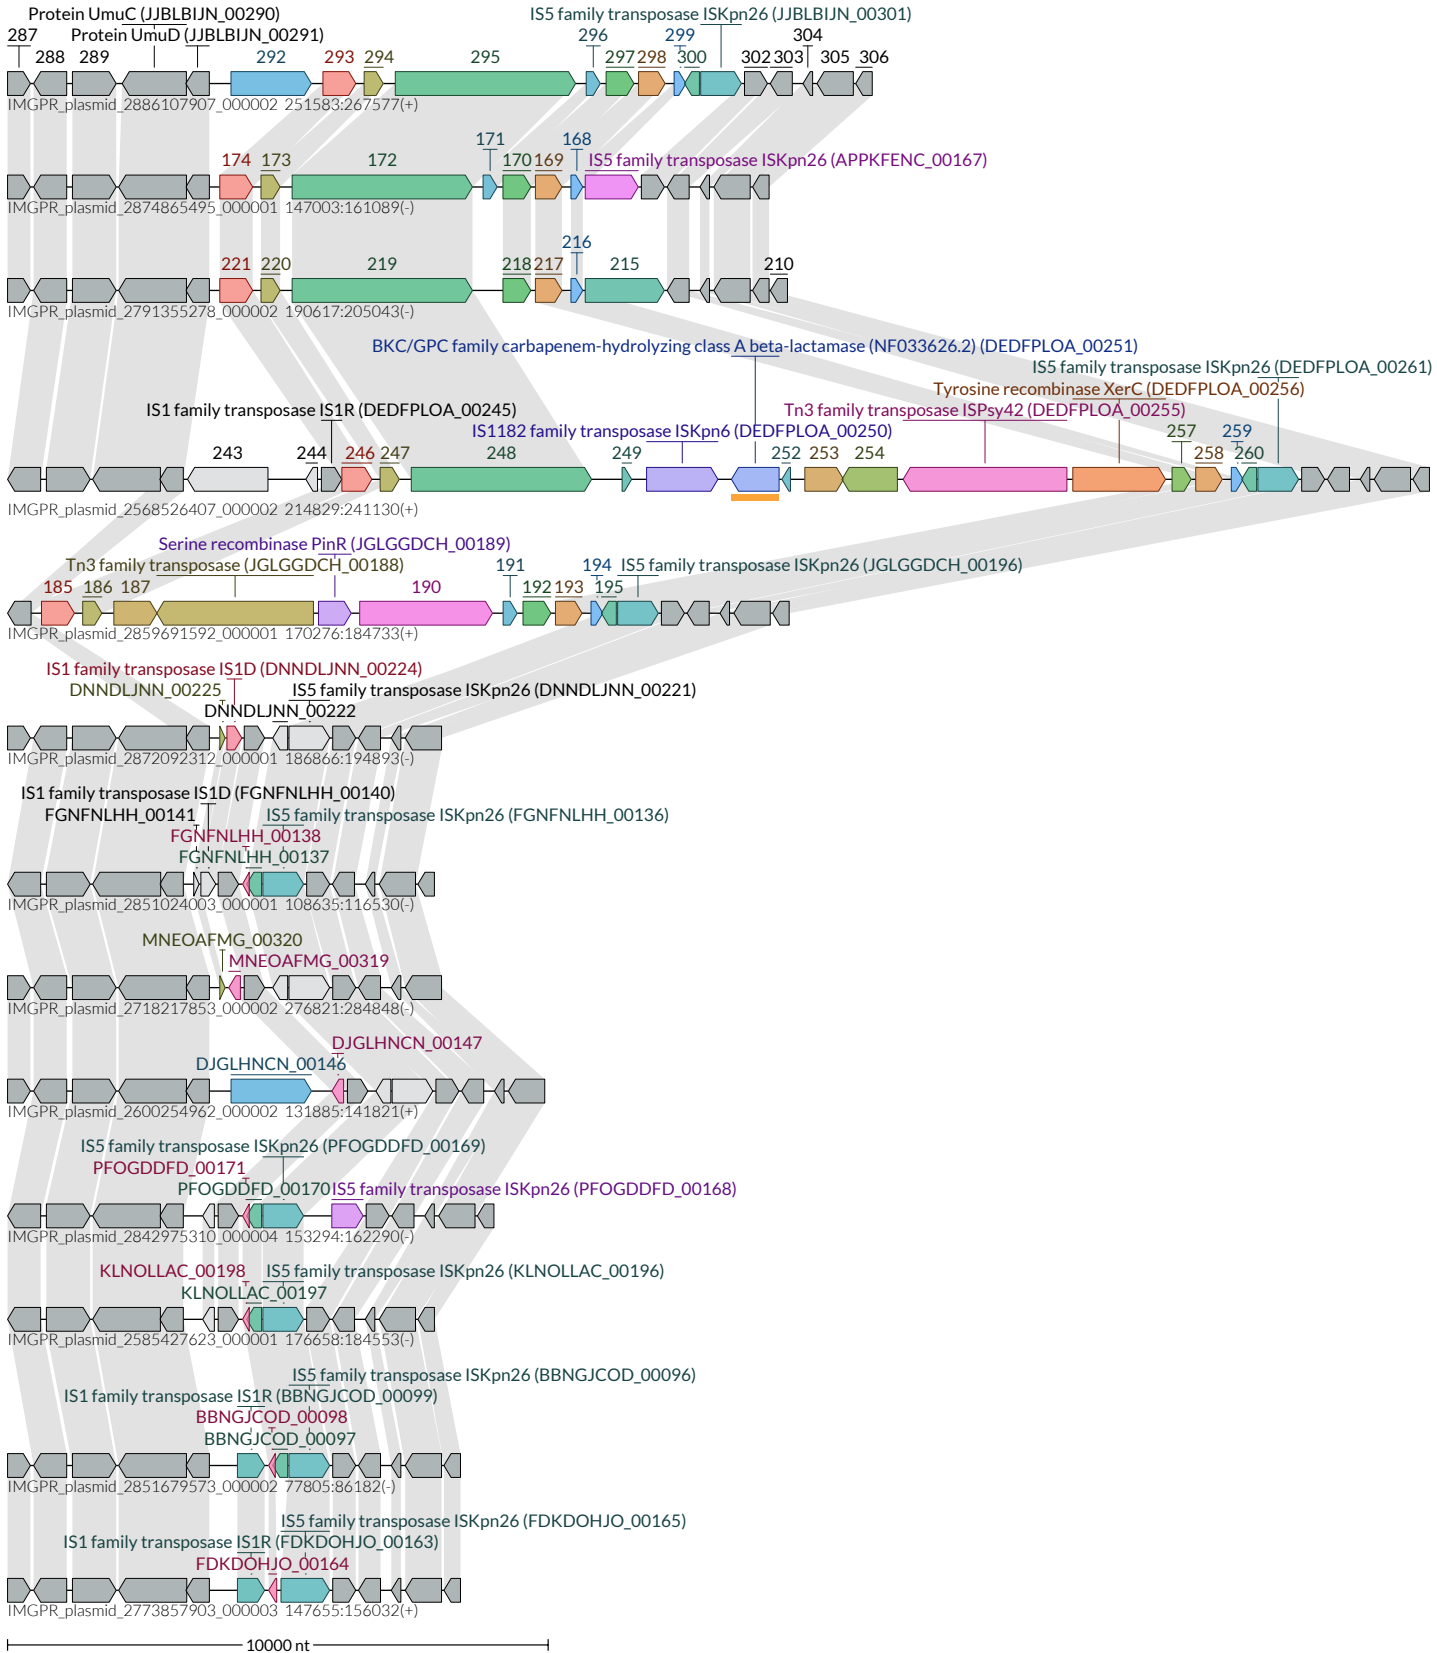 Protein UmuC (JJBLBIJN_00290)
IS5 family transposase ISKpn26 (JJBLBIJN_00301)
287 Protein UmuD (JJBLBIJN_00291) 296 299 304
288 289 292 293 294 295 297 298 300 302 303 305 306
IMGPR_plasmid_2886107907_000002 251583:267577(+)
171 168
174 173 172 170 169 IS5 family transposase ISKpn26 (APPKFENC_00167)
IMGPR_plasmid_2874865495_000001 147003:161089(-)
216
221 220 219 218 217 215 210
IMGPR_plasmid_2791355278_000002 190617:205043(-)
BKC/GPC family carbapenem-hydrolyzing class A beta-lactamase (NF033626.2) (DEDFPLOA_00251)
IS5 family transposase ISKpn26 (DEDFPLOA_00261)
Tyrosine recombinase XerC (DEDFPLOA_00256)
IS1 family transposase IS1R (DEDFPLOA_00245) Tn3 family transposase ISPsy42 (DEDFPLOA_00255)
IS1182 family transposase ISKpn6 (DEDFPLOA_00250) 257 259
243 244 246 247 248 249 252 253 254 258 260
IMGPR_plasmid_2568526407_000002 214829:241130(+)
Serine recombinase PinR (JGLGGDCH_00189)
Tn3 family transposase (JGLGGDCH_00188) 191 194 IS5 family transposase ISKpn26 (JGLGGDCH_00196)
185 186 187 190 192 193 195
IMGPR_plasmid_2859691592_000001 170276:184733(+)
IS1 family transposase IS1D (DNNDLJNN_00224)
DNNDLJNN_00225 IS5 family transposase ISKpn26 (DNNDLJNN_00221)
DNNDLJNN_00222
IMGPR_plasmid_2872092312_000001 186866:194893(-)
IS1 family transposase IS1D (FGNFNLHH_00140)
FGNFNLHH_00141 IS5 family transposase ISKpn26 (FGNFNLHH_00136)
FGNFNLHH_00138
FGNFNLHH_00137
IMGPR_plasmid_2851024003_000001 108635:116530(-)
MNEOAFMG_00320
MNEOAFMG_00319
IMGPR_plasmid_2718217853_000002 276821:284848(-)
DJGLHNCN_00147
DJGLHNCN_00146
IMGPR_plasmid_2600254962_000002 131885:141821(+)
IS5 family transposase ISKpn26 (PFOGDDFD_00169)
PFOGDDFD_00171
PFOGDDFD_00170 IS5 family transposase ISKpn26 (PFOGDDFD_00168)
IMGPR_plasmid_2842975310_000004 153294:162290(-)
KLNOLLAC_00198 IS5 family transposase ISKpn26 (KLNOLLAC_00196)
KLNOLLAC_00197
IMGPR_plasmid_2585427623_000001 176658:184553(-)
IS5 family transposase ISKpn26 (BBNGJCOD_00096)
IS1 family transposase IS1R (BBNGJCOD_00099)
BBNGJCOD_00098
BBNGJCOD_00097
IMGPR_plasmid_2851679573_000002 77805:86182(-)
IS5 family transposase ISKpn26 (FDKDOHJO_00165)
IS1 family transposase IS1R (FDKDOHJO_00163)
FDKDOHJO_00164
IMGPR_plasmid_2773857903_000003 147655:156032(+)
10000 nt